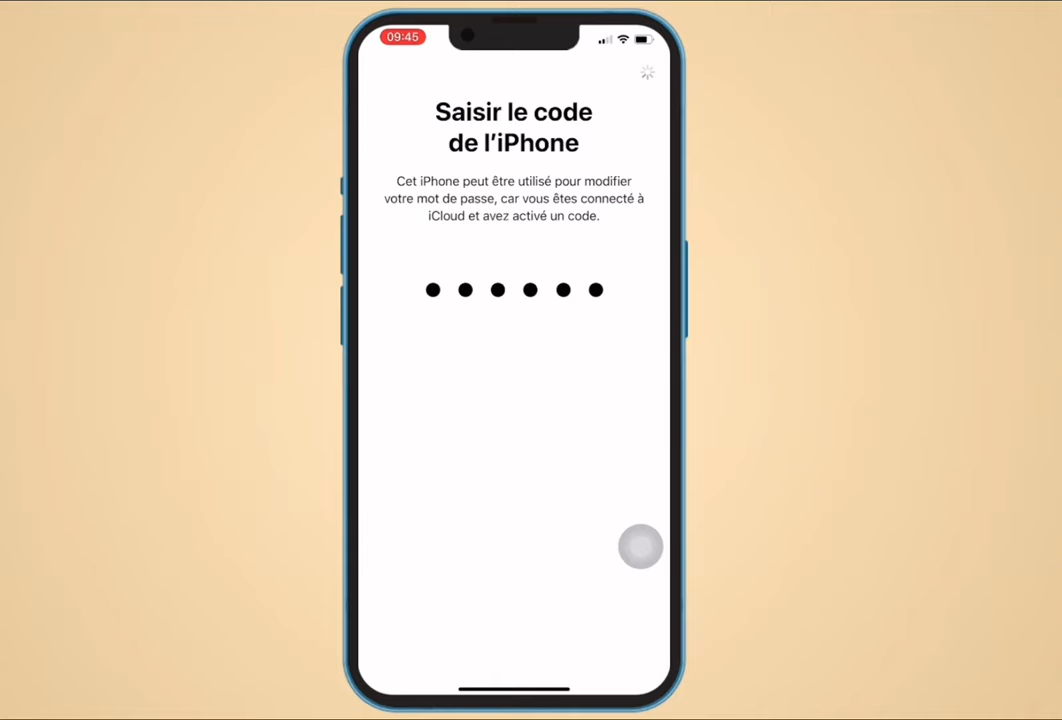 09:45
Saisir le code
de l’iPhone
Cet iPhone peut être utilisé pour modifier
votre mot de passe, car vous êtes connecté à
iCloud et avez activé un code.